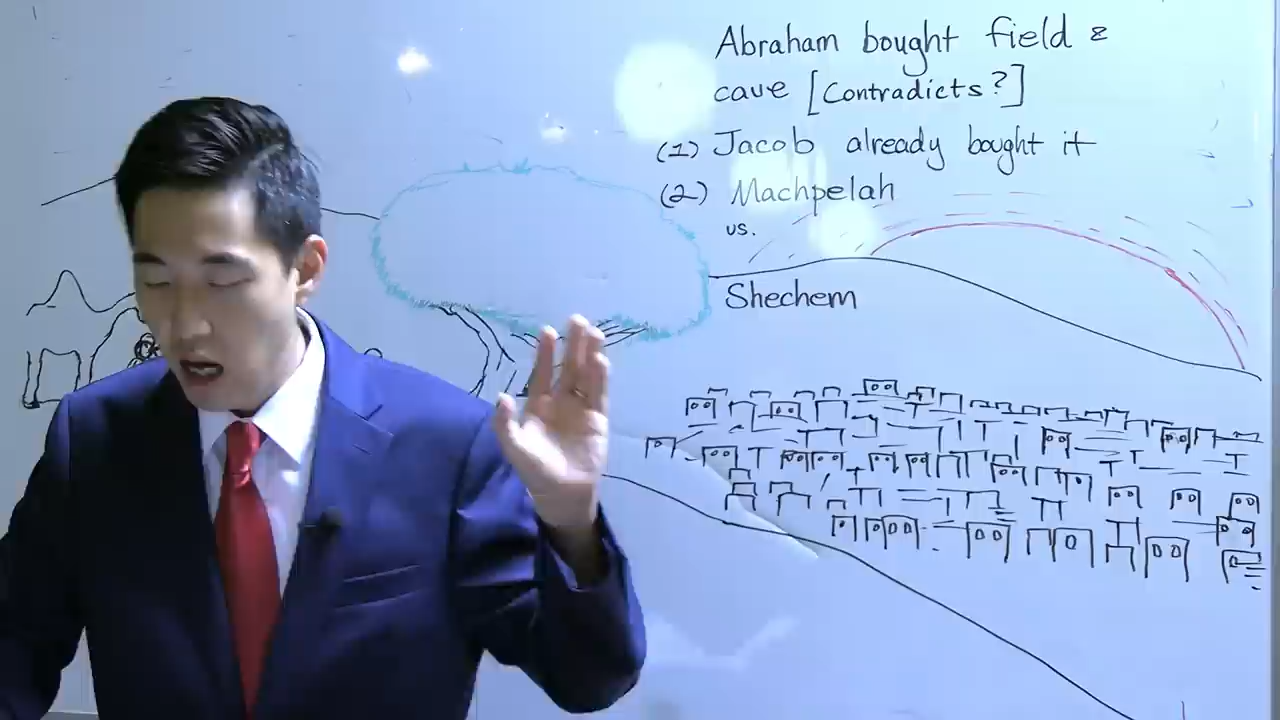 Abraham bought field &
cave [Contradicts?]
(1) Jacob already bought it
(2) Machpelah
vs.
Shechem